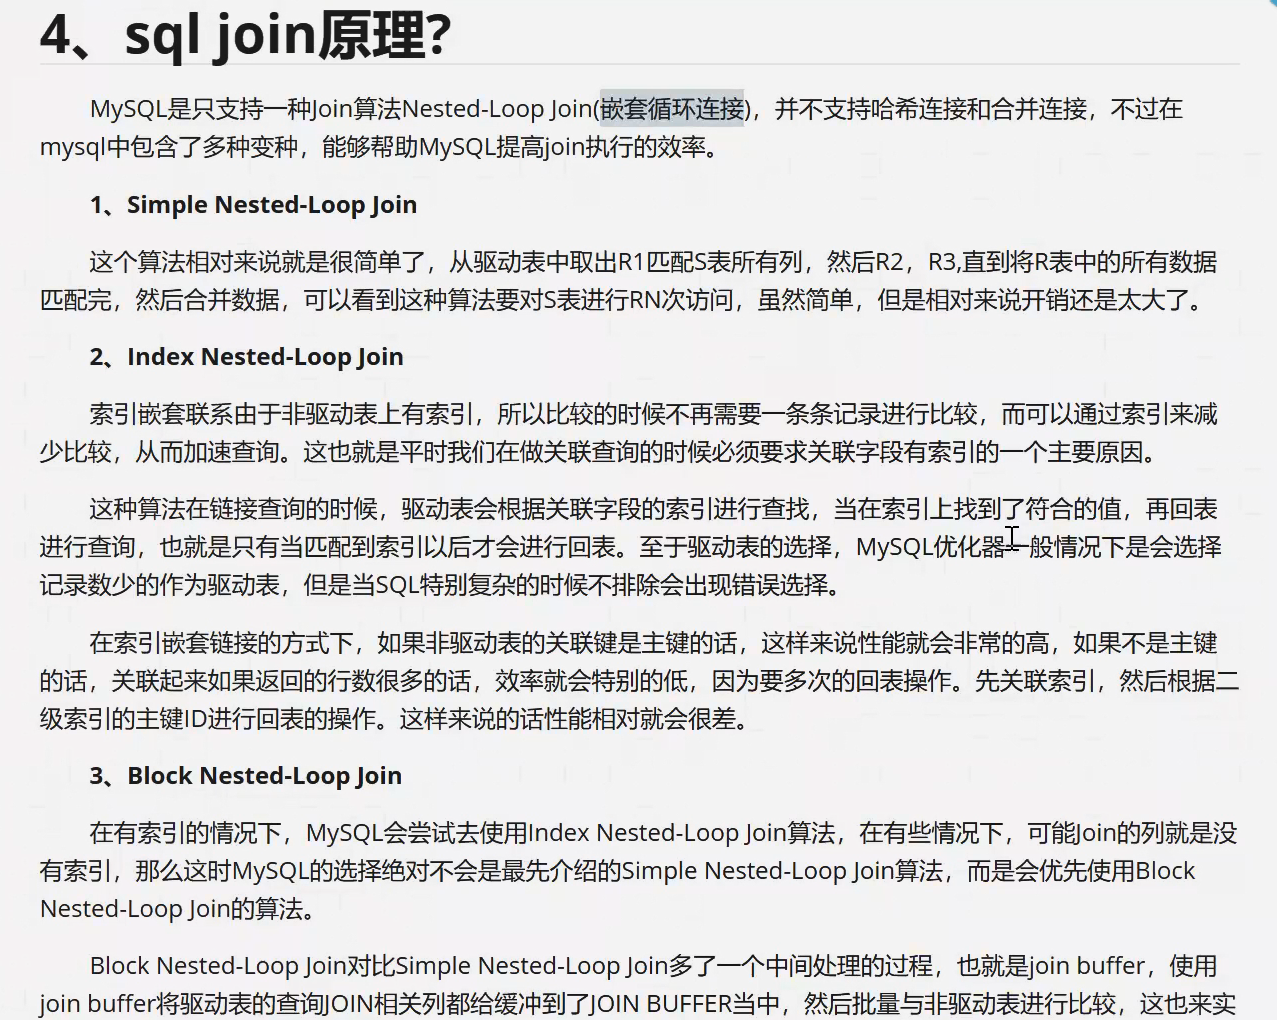 4、sql join原理?
MySQL是只支持一种Join算法Nested-Loop Join(嵌套循环连接)，并不支持哈希连接和合并连接，不过在
mysql中包含了多种变种，能够帮助MySQL提高join执行的效率。
1、Simple Nested-Loop Join
这个算法相对来说就是很简单了，从驱动表中取出R1匹配S表所有列，然后R2，R3,直到将R表中的所有数据
匹配完，然后合并数据，可以看到这种算法要对S表进行RN次访问，虽然简单，但是相对来说开销还是太大了。
2、Index Nested-Loop Join
索引嵌套联系由于非驱动表上有索引，所以比较的时候不再需要一条条记录进行比较，而可以通过索引来减
少比较，从而加速查询。这也就是平时我们在做关联查询的时候必须要求关联字段有索引的一个主要原因。
这种算法在链接查询的时候，驱动表会根据关联字段的索引进行查找，当在索引上找到了符合的值，再回表
进行查询，也就是只有当匹配到索引以后才会进行回表。至于驱动表的选择，MySQL优化器一般情况下是会选择
记录数少的作为驱动表，但是当SQL特别复杂的时候不排除会出现错误选择。
在索引嵌套链接的方式下，如果非驱动表的关联键是主键的话，这样来说性能就会非常的高，如果不是主键
的话，关联起来如果返回的行数很多的话，效率就会特别的低，因为要多次的回表操作。先关联索引，然后根据二
级索引的主键ID进行回表的操作。这样来说的话性能相对就会很差。
3、Block Nested-Loop Join
在有索引的情况下，MySQL会尝试去使用Index Nested-Loop Join算法，在有些情况下，可能Join的列就是没
有索引，那么这时MySQL的选择绝对不会是最先介绍的Simple Nested-Loop Join算法，而是会优先使用Block
Nested-Loop Join的算法。
Block Nested-Loop Join对比Simple Nested-Loop Join多了一个中间处理的过程，也就是join buffer，使用
join buffer将驱动表的查询JOIN相关列都给缓冲到了JOIN BUFFER当中，然后批量与非驱动表进行比较，这也来实